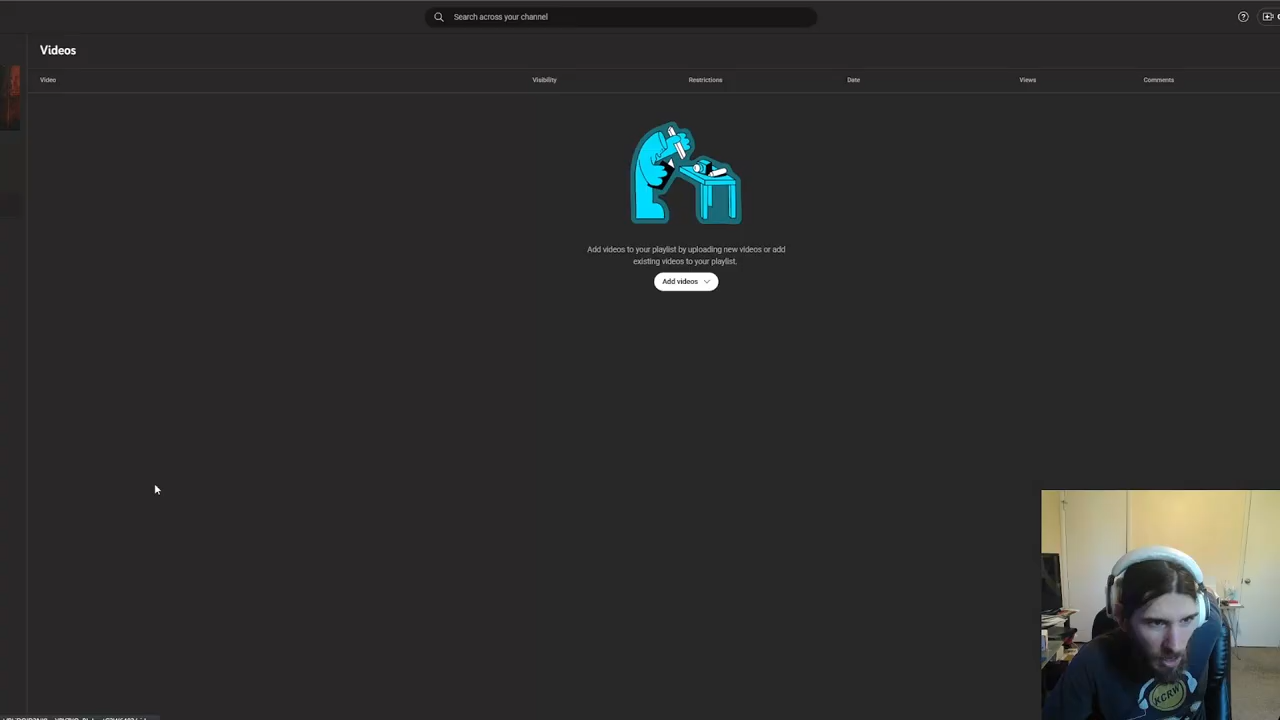 Search across your channel
Videos
Video Visibility Restrictions Date Views Comments
Add videos to your playlist by uploading new videos or add
existing videos to your playlist.
Add videos
XCRW